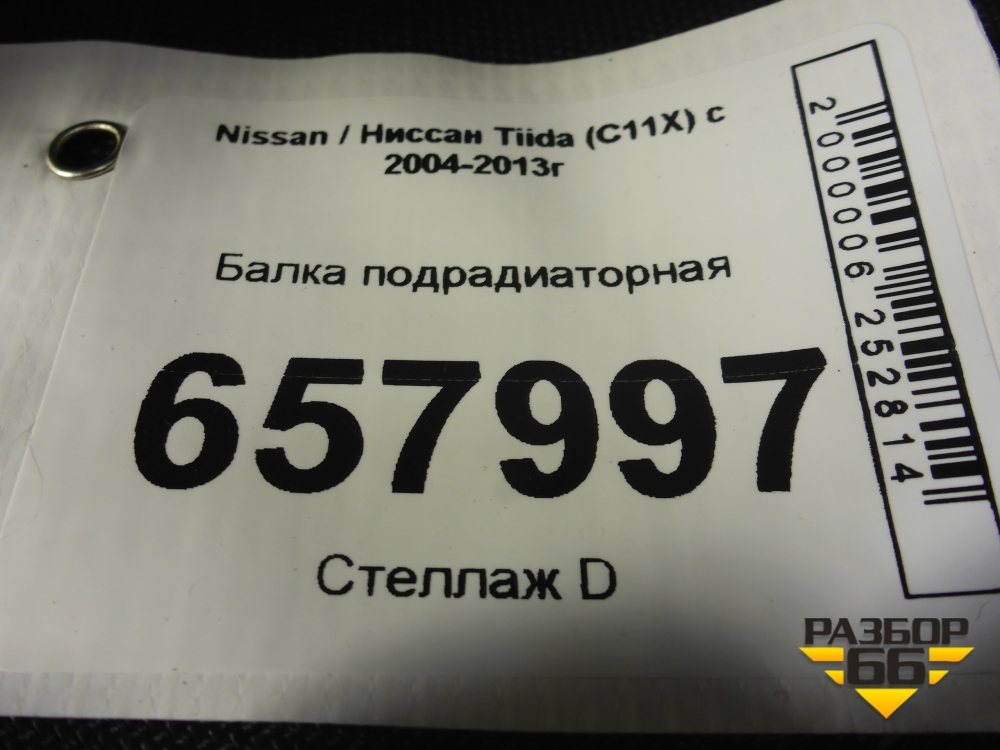 Nissan / Ниссан Tiida (C11X) с
2004-2013г
Балка подрадиаторная
657997
Стеллаж D
2000006252814
РАЗБОР
66